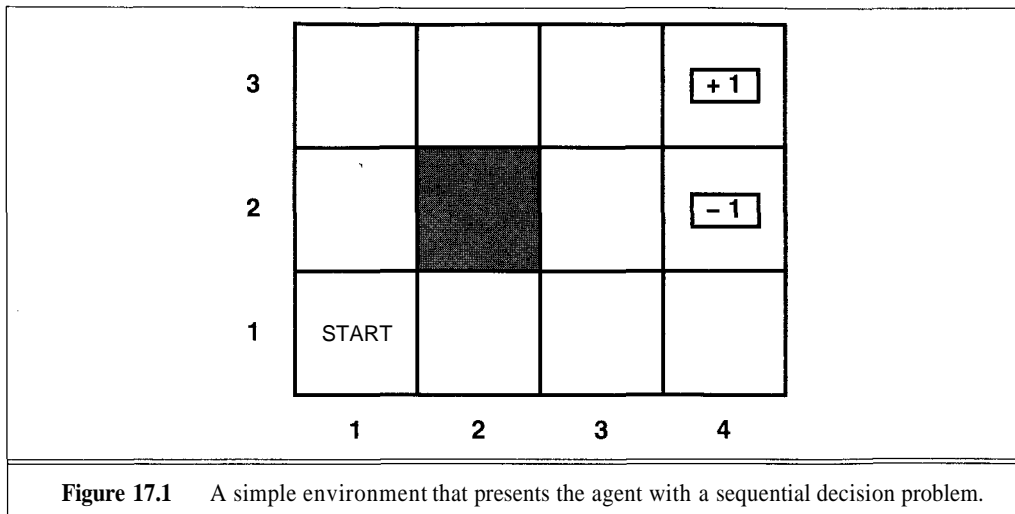 3
+ 1
2
- 1
1
START
1 2 3 4
Figure 17.1 A simple environment that presents the agent with a sequential decision problem.